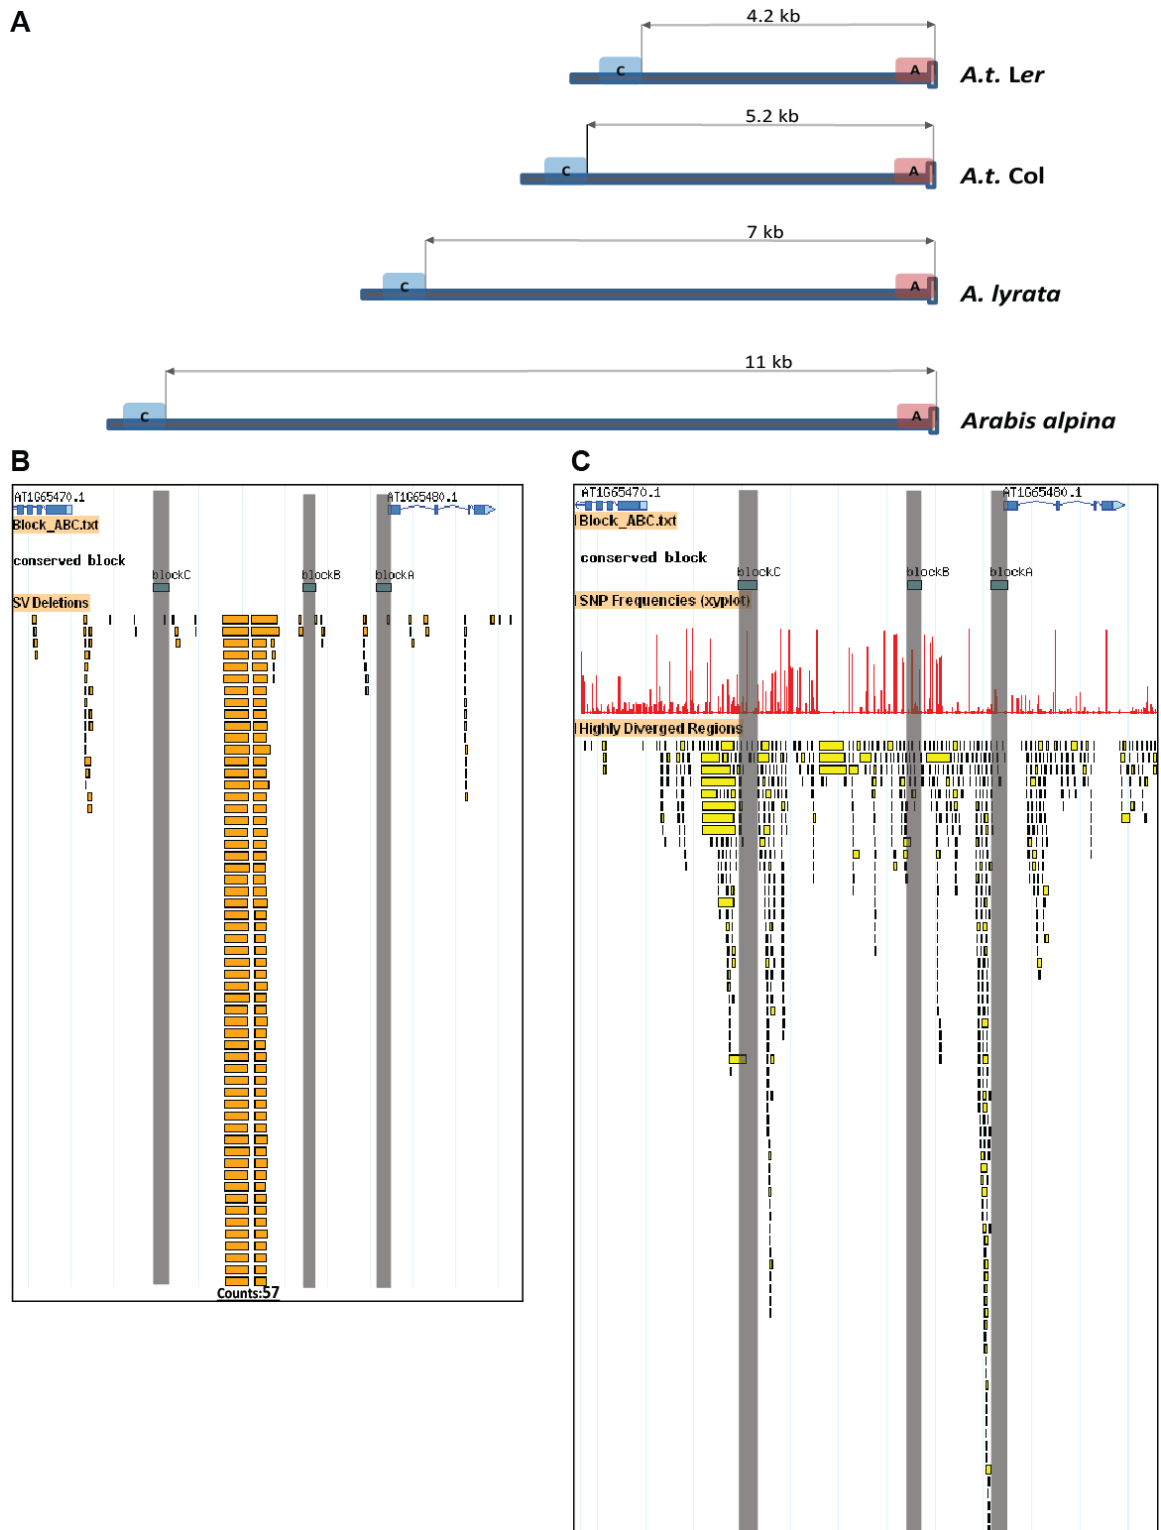 A
4.2 kb
C
A
A.t. Ler
5.2 kb
C
A
A.t. Col
7 kb
C
A
A. lyrata
11 kb
C
A
Arabis alpina
B
AT1G65470.1
AT1G65480.1
Block_ABC.txt
conserved block
blockC
blockB
blockA
SV Deletions
Counts:57
C
AT1G65470.1
AT1G65480.1
Block_ABC.txt
conserved block
blockC
blockB
blockA
SNP Frequencies (xyplot)
Highly Diverged Regions